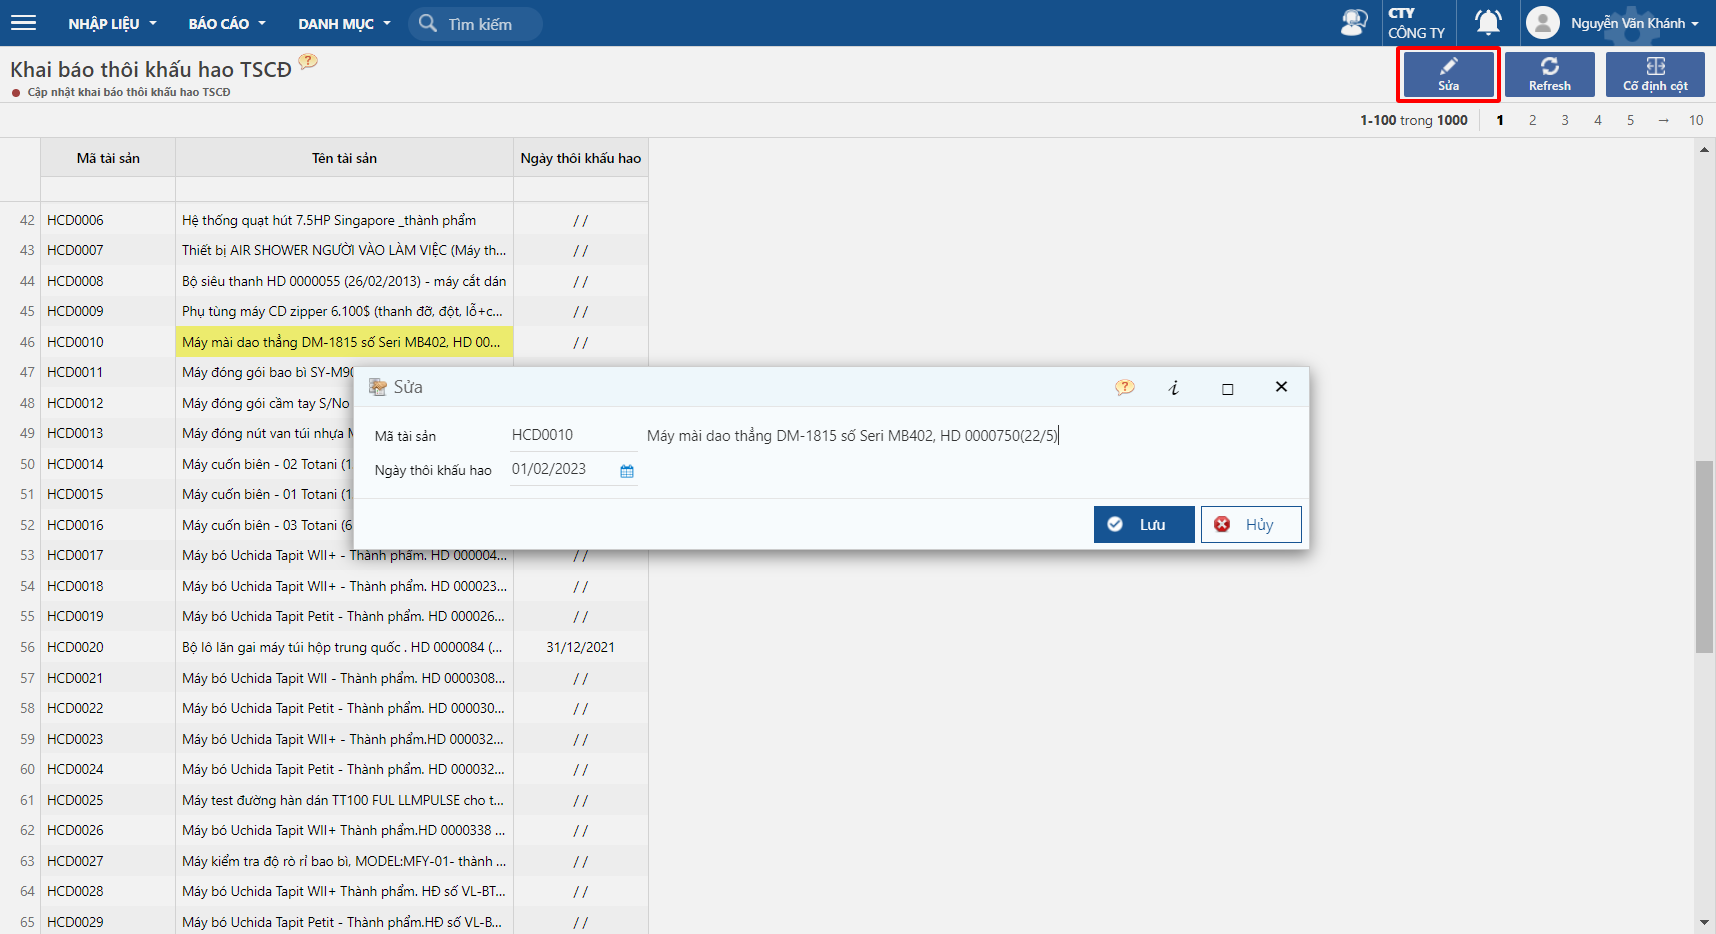 NHẬP LIỆU BÁO CÁO DANH MỤC Tìm kiếm CTY CÔNG TY Nguyễn Văn Khánh
Khai báo thôi khấu hao TSCĐ ?
Cập nhật khai báo thôi khấu hao TSCĐ
Sửa Refresh Cố định cột
1-100 trong 1000 1 2 3 4 5 → 10
Mã tài sản Tên tài sản Ngày thôi khấu hao
42 HCD0006 Hệ thống quạt hút 7.5HP Singapore _thành phẩm / /
43 HCD0007 Thiết bị AIR SHOWER NGƯỜI VÀO LÀM VIỆC (Máy th... / /
44 HCD0008 Bộ siêu thanh HD 0000055 (26/02/2013) - máy cắt dán / /
45 HCD0009 Phụ tùng máy CD zipper 6.100$ (thanh đỡ, đột, lỗ+c... / /
46 HCD0010 Máy mài dao thẳng DM-1815 số Seri MB402, HD 00... / /
47 HCD0011 Máy đóng gói bao bì SY-M90
48 HCD0012 Máy đóng gói cầm tay S/No
49 HCD0013 Máy đóng nút van túi nhựa
50 HCD0014 Máy cuốn biên - 02 Totani (1
51 HCD0015 Máy cuốn biên - 01 Totani (1
52 HCD0016 Máy cuốn biên - 03 Totani (6
Sửa ? i
Mã tài sản HCD0010 Máy mài dao thẳng DM-1815 số Seri MB402, HD 0000750(22/5)
Ngày thôi khấu hao 01/02/2023
Lưu Hủy
53 HCD0017 Máy bó Uchida Tapit WII+ - Thành phẩm. HD 000004... / /
54 HCD0018 Máy bó Uchida Tapit WII+ - Thành phẩm. HD 000023... / /
55 HCD0019 Máy bó Uchida Tapit Petit - Thành phẩm. HD 000026... / /
56 HCD0020 Bộ lô lăn gai máy túi hộp trung quốc . HD 0000084 (... 31/12/2021
57 HCD0021 Máy bó Uchida Tapit WII - Thành phẩm. HD 0000308... / /
58 HCD0022 Máy bó Uchida Tapit Petit - Thành phẩm. HD 000030... / /
59 HCD0023 Máy bó Uchida Tapit WII+ - Thành phẩm.HD 000032... / /
60 HCD0024 Máy bó Uchida Tapit Petit - Thành phẩm. HD 000032... / /
61 HCD0025 Máy test đường hàn dán TT100 FUL LLMPULSE cho t... / /
62 HCD0026 Máy bó Uchida Tapit WII+ Thành phẩm.HD 0000338 ... / /
63 HCD0027 Máy kiểm tra độ rò rỉ bao bì, MODEL:MFY-01- thành ... / /
64 HCD0028 Máy bó Uchida Tapit WII+ Thành phẩm. HĐ số VL-BT... / /
65 HCD0029 Máy bó Uchida Tapit Petit - Thành phẩm.HĐ số VL-B... / /